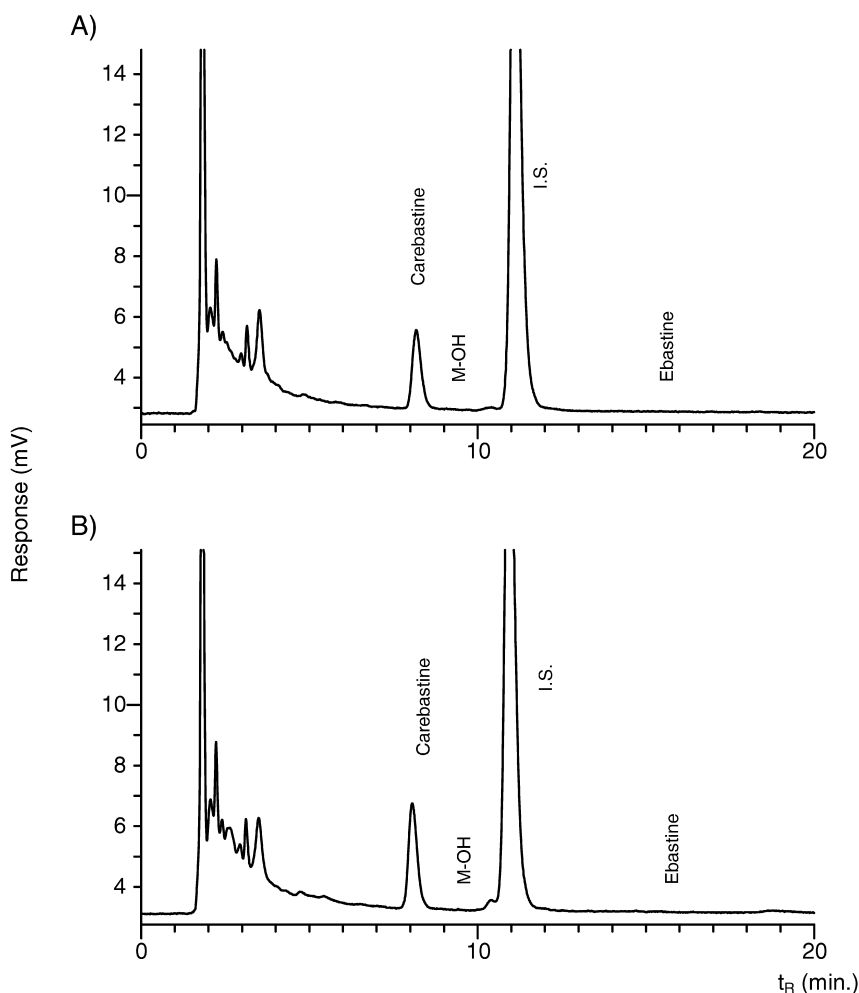 A)
14
12
10
8
6
4
Carebastine
M-OH
I.S.
Ebastine
0 10 20
Response (mV)
B)
14
12
10
8
6
4
Carebastine
M-OH
I.S.
Ebastine
0 10 20
tR (min.)